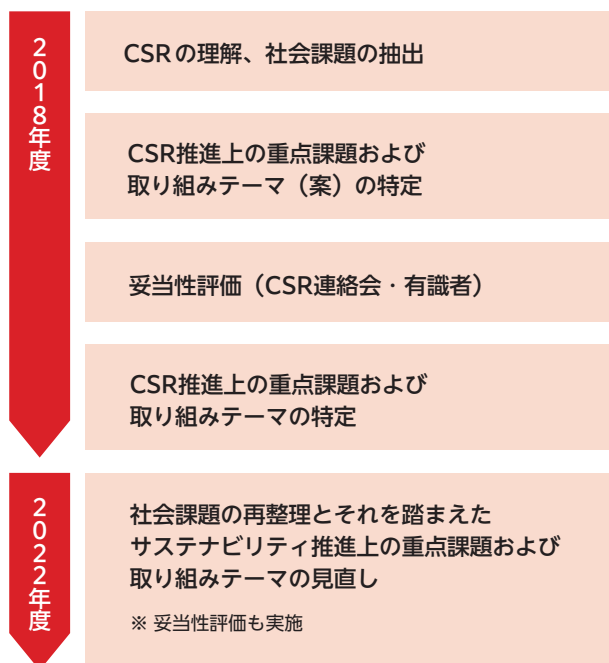 2018年度
CSRの理解、社会課題の抽出
CSR推進上の重点課題および
取り組みテーマ（案）の特定
妥当性評価（CSR連絡会・有識者）
CSR推進上の重点課題および
取り組みテーマの特定
2022年度
社会課題の再整理とそれを踏まえた
サステナビリティ推進上の重点課題および
取り組みテーマの見直し
※ 妥当性評価も実施